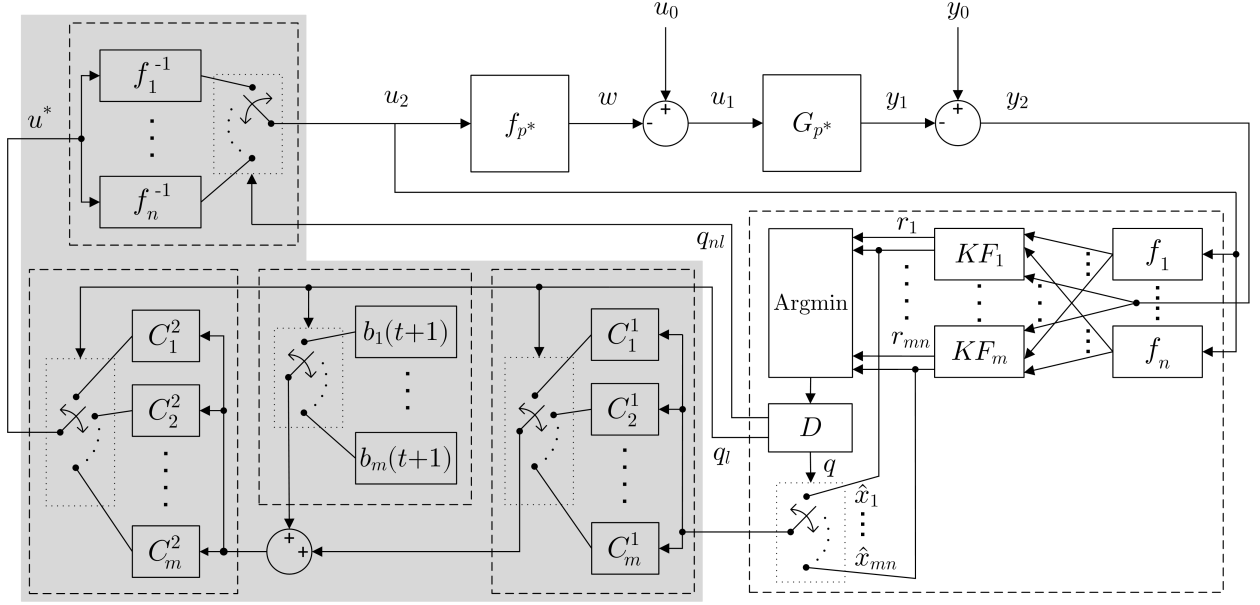 u_0
y_0
f_1^{-1}
u^*
u_2
f_{p*}
w
+
-
u_1
G_{p*}
y_1
+
-
y_2
f_n^{-1}
q_{nl}
r_1
KF_1
f_1
Argmin
r_{mn}
KF_m
f_n
C_1^2
b_1(t+1)
C_1^1
C_2^2
C_2^1
D
b_m(t+1)
q_l
q
x̂_1
C_m^2
+
+
C_m^1
x̂_{mn}